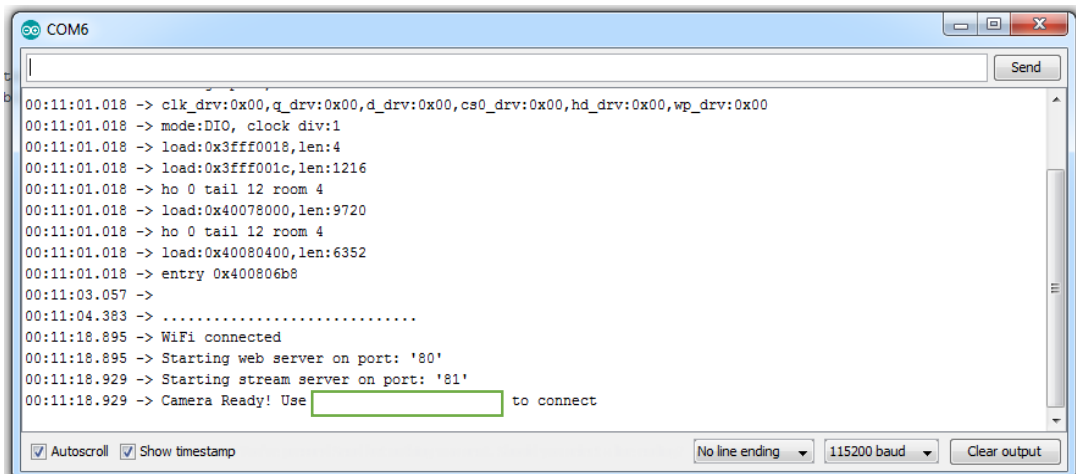 COM6
Send
00:11:01.018 -> clk_drv:0x00,q_drv:0x00,d_drv:0x00,cs0_drv:0x00,hd_drv:0x00,wp_drv:0x00
00:11:01.018 -> mode:DIO, clock div:1
00:11:01.018 -> load:0x3fff0018,len:4
00:11:01.018 -> load:0x3fff001c,len:1216
00:11:01.018 -> ho 0 tail 12 room 4
00:11:01.018 -> load:0x40078000,len:9720
00:11:01.018 -> ho 0 tail 12 room 4
00:11:01.018 -> load:0x40080400,len:6352
00:11:01.018 -> entry 0x400806b8
00:11:03.057 ->
00:11:04.383 -> ..............................
00:11:18.895 -> WiFi connected
00:11:18.895 -> Starting web server on port: '80'
00:11:18.929 -> Starting stream server on port: '81'
00:11:18.929 -> Camera Ready! Use to connect
Autoscroll Show timestamp No line ending 115200 baud Clear output